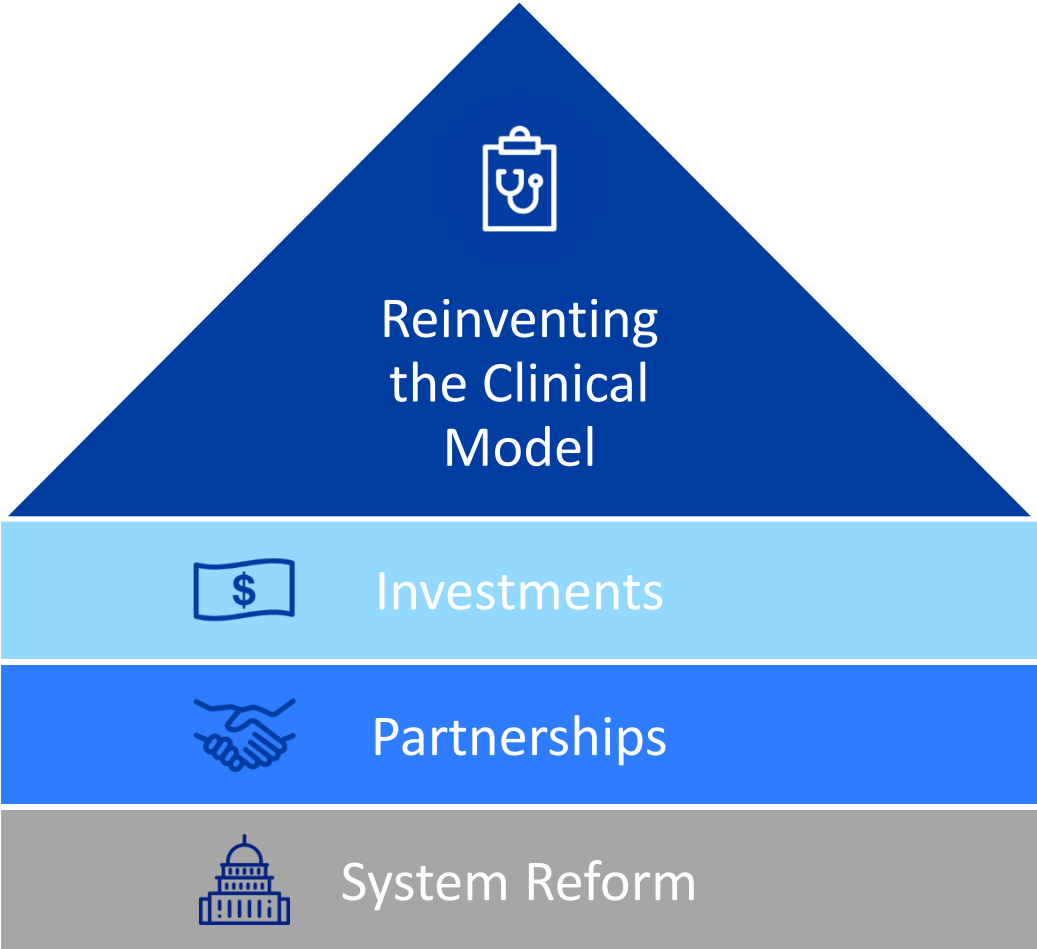 Reinventing
the Clinical
Model
$
Investments
Partnerships
System Reform